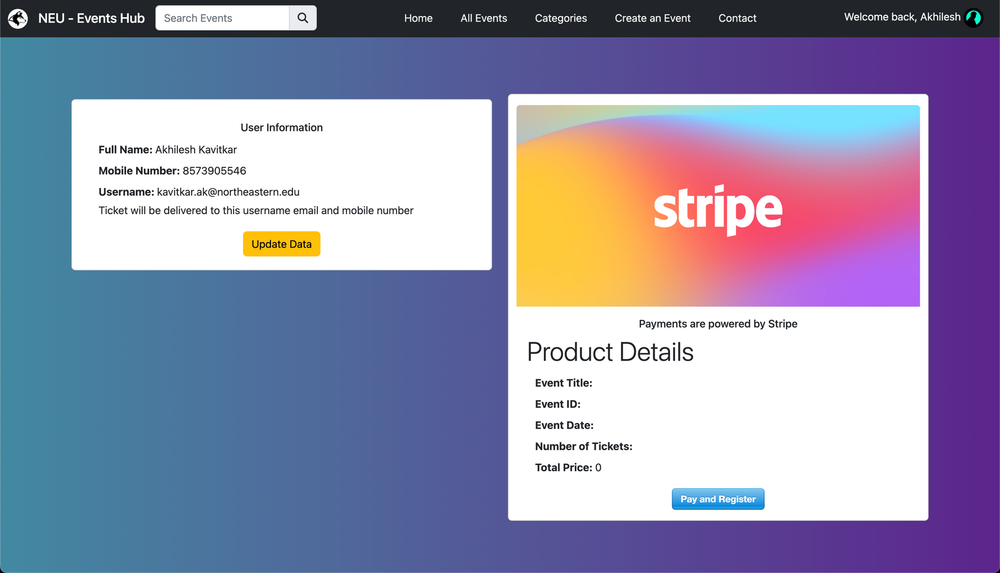 NEU - Events Hub
Search Events
Home
All Events
Categories
Create an Event
Contact
Welcome back, Akhilesh
User Information
Full Name: Akhilesh Kavitkar
Mobile Number: 8573905546
Username: kavitkar.ak@northeastern.edu
Ticket will be delivered to this username email and mobile number
Update Data
stripe
Payments are powered by Stripe
Product Details
Event Title:
Event ID:
Event Date:
Number of Tickets:
Total Price: 0
Pay and Register